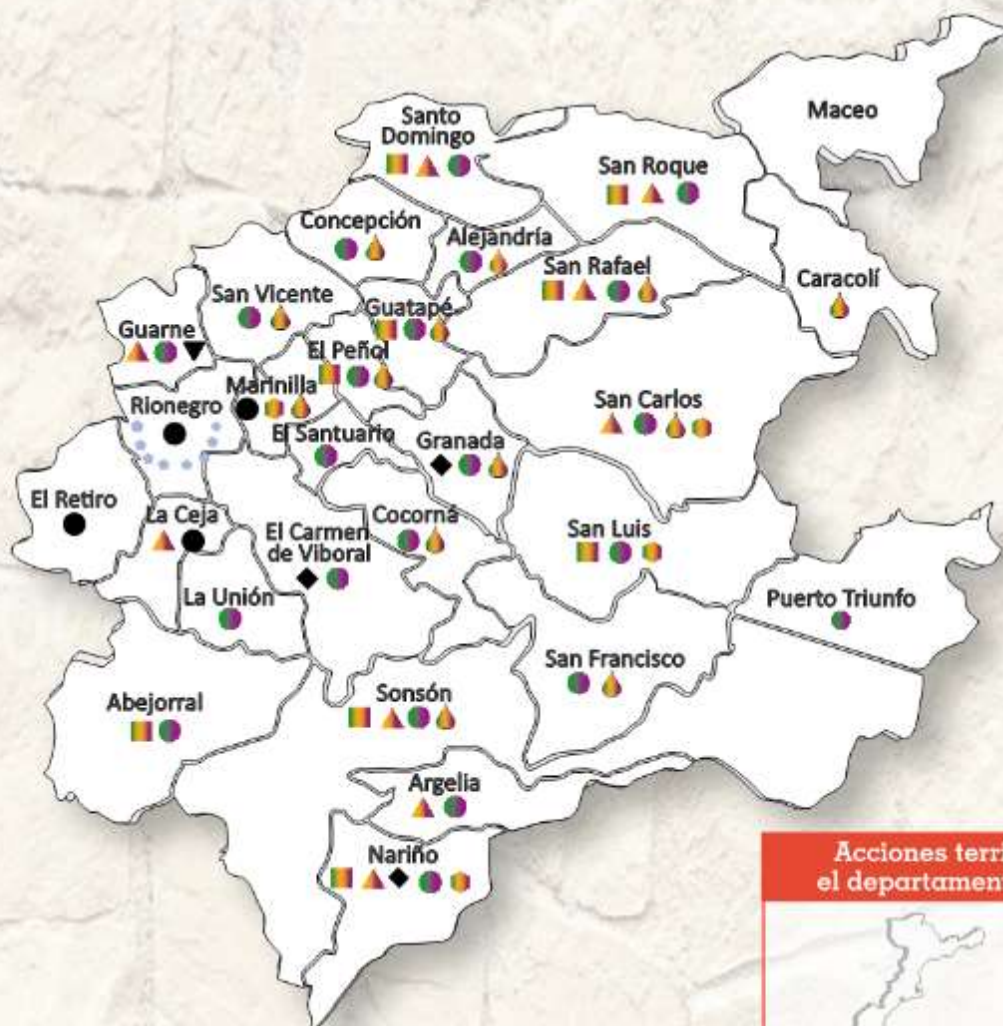 Maceo
Santo
Domingo
San Roque
Concepción
Alejandría
San Rafael
Caracolí
San Vicente
Guatapé
Guarne
El Peñol
Marinilla
San Carlos
Rionegro
El Santuario
Granada
El Retiro
La Ceja
El Carmen
de Viboral
Cocorná
San Luis
La Unión
Puerto Triunfo
San Francisco
Abejorral
Sonsón
Argelia
Nariño
Acciones terri
el departamen